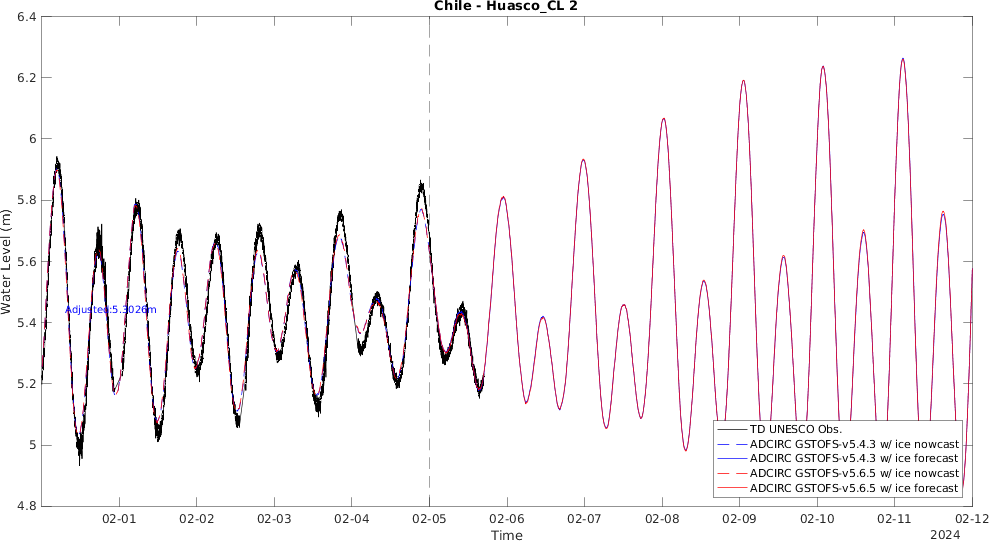 Chile - Huasco_CL 2
6.4
6.2
6
5.8
5.6
5.4
5.2
5
4.8
Water Level (m)
Adjusted:5.3026m
TD UNESCO Obs.
ADCIRC GSTOFS-v5.4.3 w/ ice nowcast
ADCIRC GSTOFS-v5.4.3 w/ ice forecast
ADCIRC GSTOFS-v5.6.5 w/ ice nowcast
ADCIRC GSTOFS-v5.6.5 w/ ice forecast
02-01 02-02 02-03 02-04 02-05 02-06 02-07 02-08 02-09 02-10 02-11 02-12
Time
2024